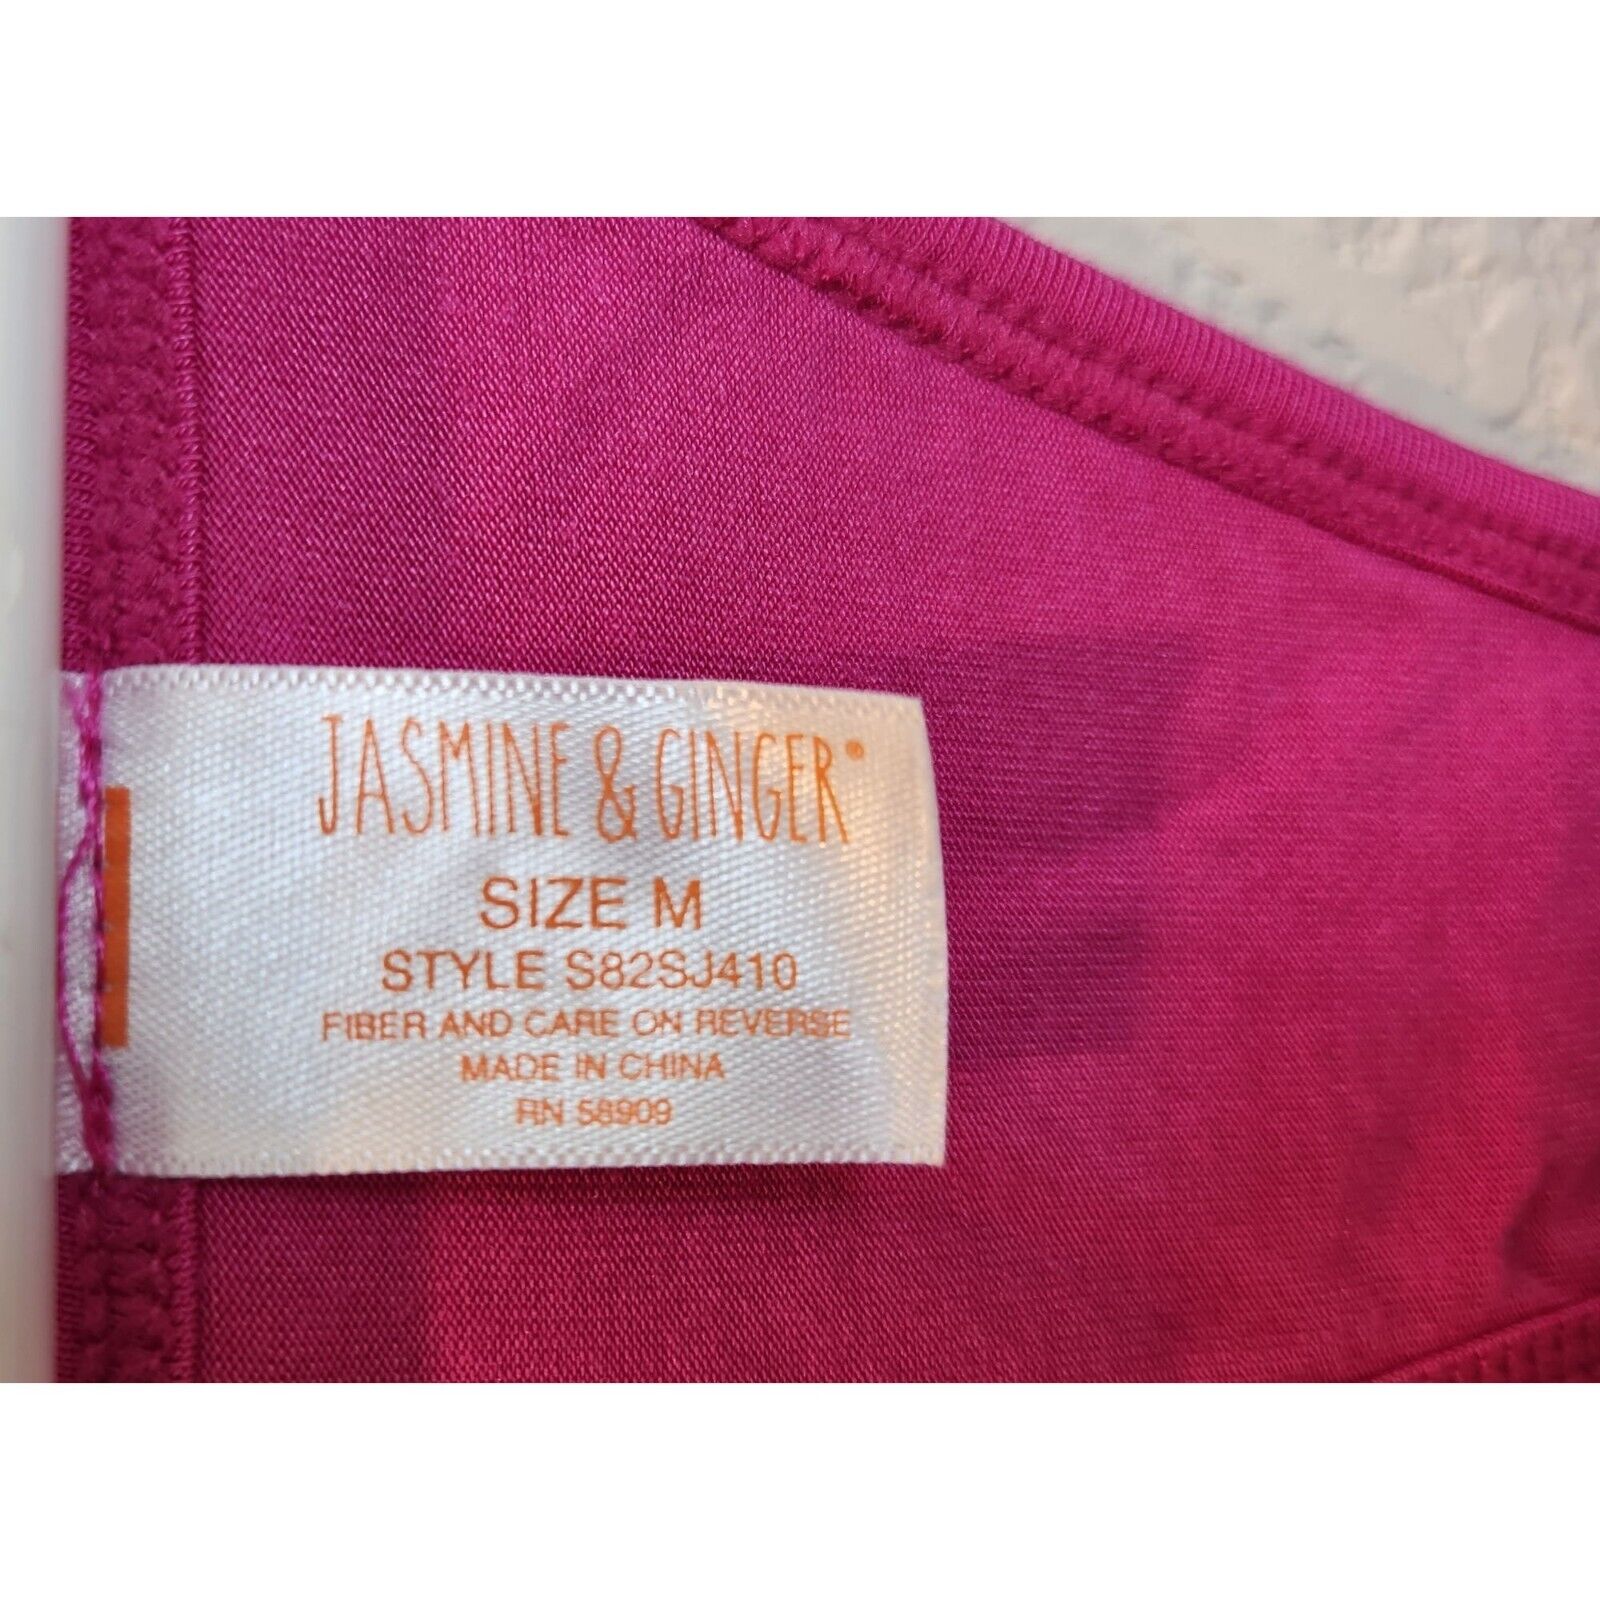 JASMINE & GINGER®
SIZE M
STYLE S82SJ410
FIBER AND CARE ON REVERSE
MADE IN CHINA
RN 58909